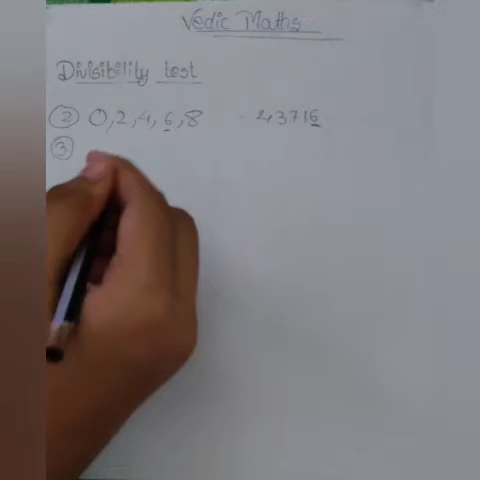 Vedic Maths
Divisibility test
② 0,2,4,6,8 43716
③